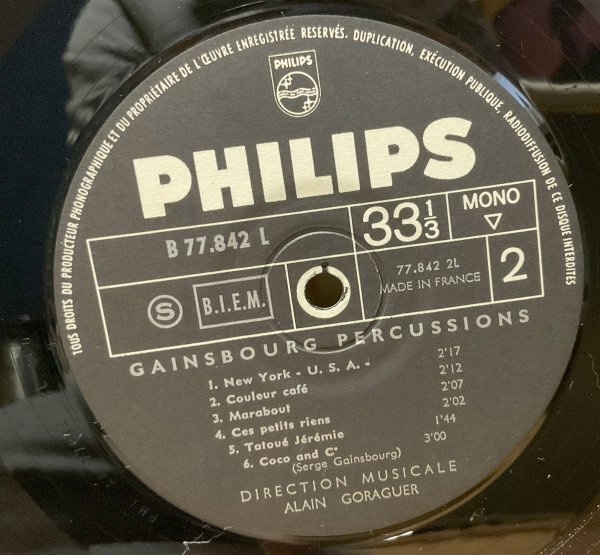 TOUS DROITS DU PRODUCTEUR PHONOGRAPHIQUE ET DU PROPRIÉTAIRE DE L'ŒUVRE ENREGISTRÉE RÉSERVÉS. DUPLICATION, EXÉCUTION PUBLIQUE, RADIODIFFUSION DE CE DISQUE INTERDITES
PHILIPS
PHILIPS
B 77.842 L
33 1/3
MONO
S
B.I.E.M.
77.842 2L
MADE IN FRANCE
2
GAINSBOURG PERCUSSIONS
1. New York - U. S. A. - 2'17
2. Couleur café 2'12
3. Marabout 2'07
4. Ces petits riens 2'02
5. Tatoué Jérémie 1'44
6. Coco and C° 3'00
(Serge Gainsbourg)
DIRECTION MUSICALE
ALAIN GORAGUER